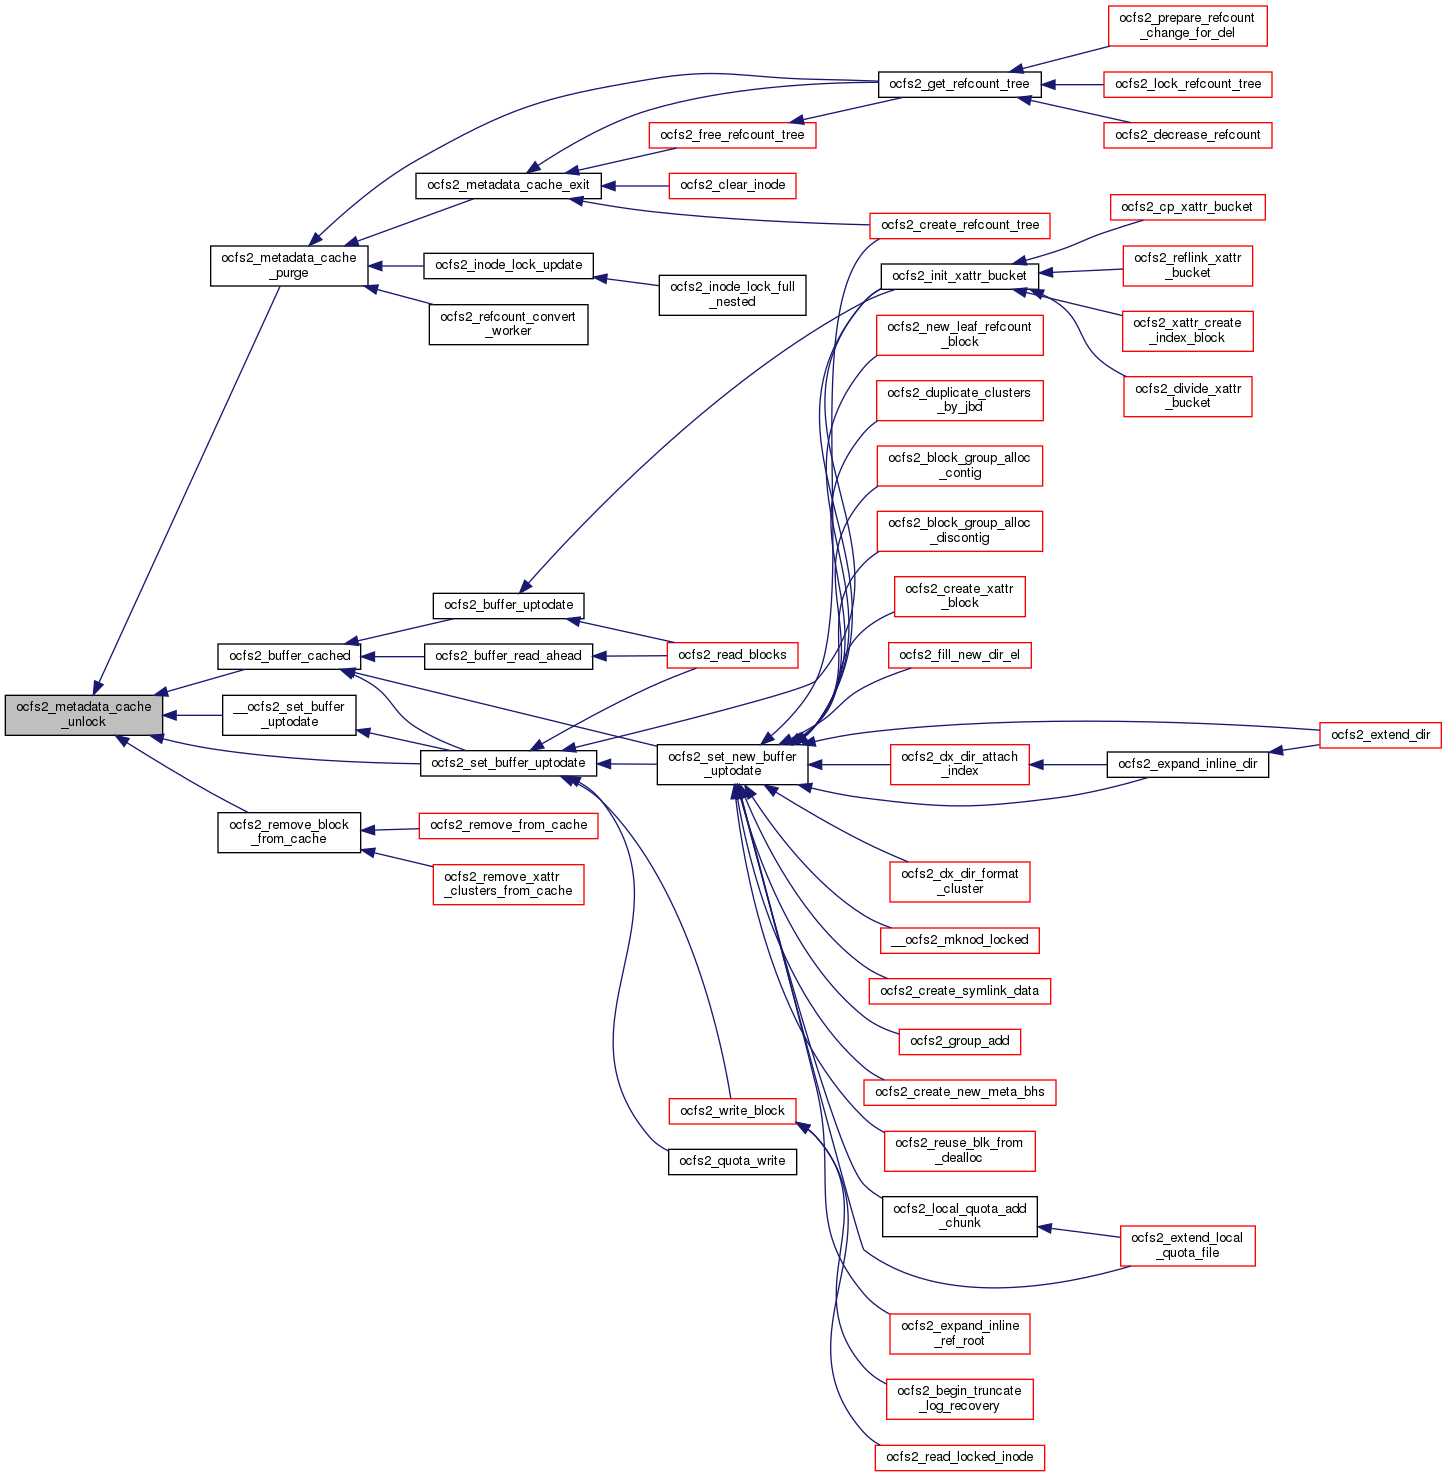 ocfs2_prepare_refcount
_change_for_del
ocfs2_get_refcount_tree
ocfs2_lock_refcount_tree
ocfs2_free_refcount_tree
ocfs2_decrease_refcount
ocfs2_metadata_cache_exit
ocfs2_clear_inode
ocfs2_cp_xattr_bucket
ocfs2_create_refcount_tree
ocfs2_metadata_cache
_purge
ocfs2_inode_lock_update
ocfs2_init_xattr_bucket
ocfs2_reflink_xattr
_bucket
ocfs2_inode_lock_full
_nested
ocfs2_refcount_convert
_worker
ocfs2_new_leaf_refcount
_block
ocfs2_xattr_create
_index_block
ocfs2_duplicate_clusters
_by_jbd
ocfs2_divide_xattr
_bucket
ocfs2_block_group_alloc
_contig
ocfs2_block_group_alloc
_discontig
ocfs2_create_xattr
_block
ocfs2_buffer_uptodate
ocfs2_buffer_cached
ocfs2_buffer_read_ahead
ocfs2_read_blocks
ocfs2_fill_new_dir_el
ocfs2_metadata_cache
_unlock
__ocfs2_set_buffer
_uptodate
ocfs2_extend_dir
ocfs2_set_buffer_uptodate
ocfs2_set_new_buffer
_uptodate
ocfs2_dx_dir_attach
_index
ocfs2_expand_inline_dir
ocfs2_remove_block
_from_cache
ocfs2_remove_from_cache
ocfs2_remove_xattr
_clusters_from_cache
ocfs2_dx_dir_format
_cluster
__ocfs2_mknod_locked
ocfs2_create_symlink_data
ocfs2_group_add
ocfs2_create_new_meta_bhs
ocfs2_write_block
ocfs2_reuse_blk_from
_dealloc
ocfs2_quota_write
ocfs2_local_quota_add
_chunk
ocfs2_extend_local
_quota_file
ocfs2_expand_inline
_ref_root
ocfs2_begin_truncate
_log_recovery
ocfs2_read_locked_inode